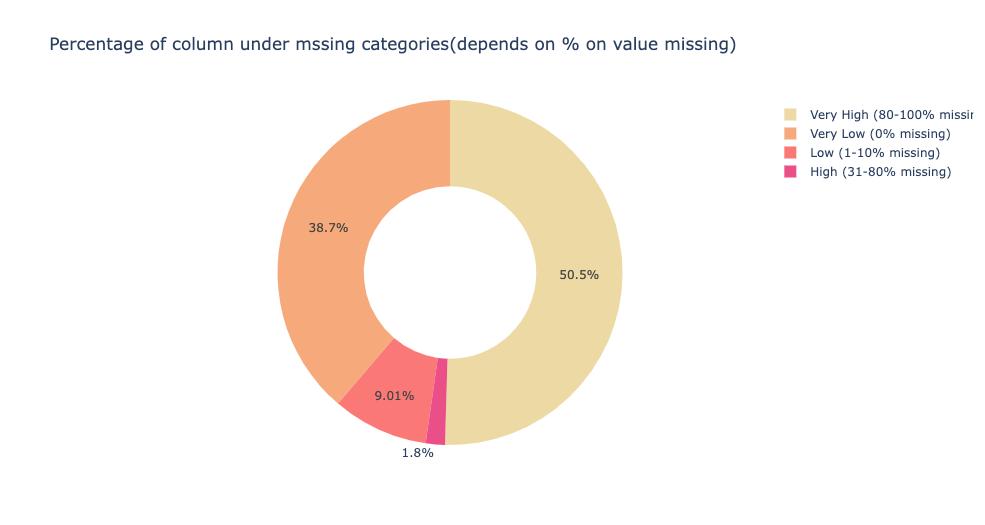 Percentage of column under mssing categories(depends on % on value missing)
Very High (80-100% missin
Very Low (0% missing)
Low (1-10% missing)
High (31-80% missing)
38.7%
50.5%
9.01%
1.8%